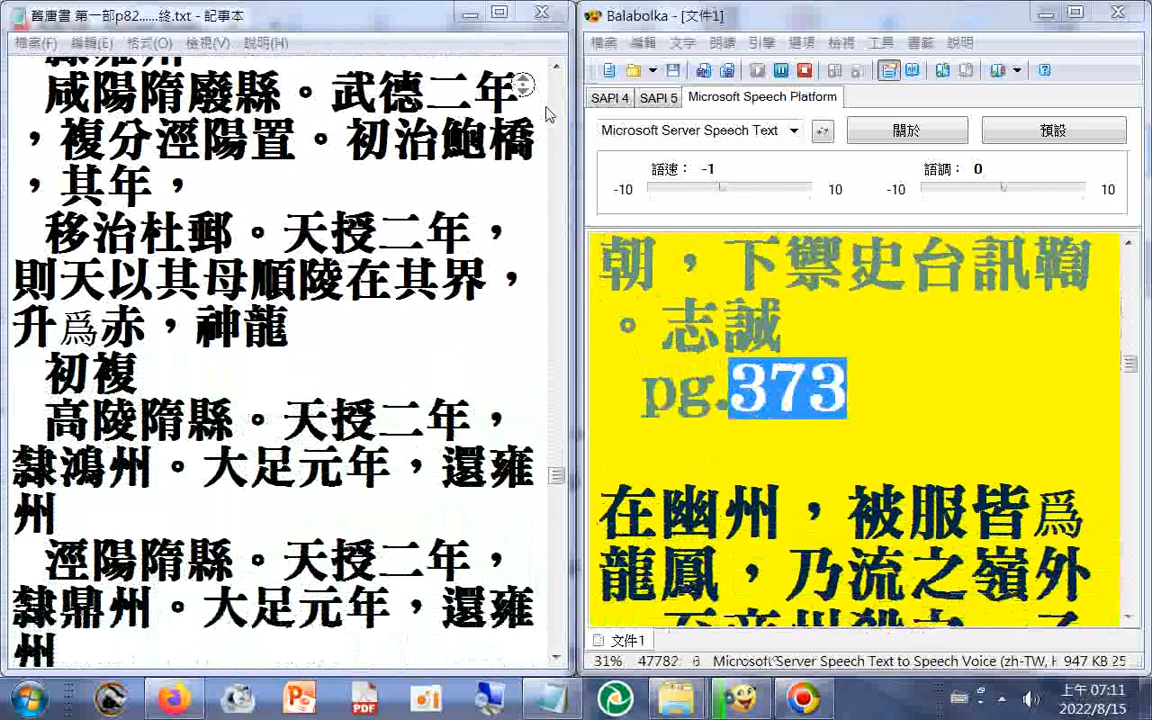 舊唐書 第一部p82......終.txt - 記事本
檔案(F) 編輯(E) 格式(O) 檢視(V) 說明(H)
咸陽隋廢縣。武德二年
，複分涇陽置。初治鮑橋
，其年，
移治杜郵。天授二年，
則天以其母順陵在其界，
升爲赤，神龍
初複
高陵隋縣。天授二年，
隸鴻州。大足元年，還雍
州
涇陽隋縣。天授二年，
隸鼎州。大足元年，還雍
州
Balabolka - [文件1]
檔案 編輯 文字 朗讀 引擎 選項 檢視 工具 書籤 說明
SAPI 4 SAPI 5 Microsoft Speech Platform
Microsoft Server Speech Text 關於 預設
語速： -1 語調： 0
-10 10 -10 10
朝，下禦史台訊鞫
。志誠
pg.373
在幽州，被服皆爲
龍鳳，乃流之嶺外
文件1
31% 47782: 6 Microsoft Server Speech Text to Speech Voice (zh-TW, H 947 KB 25
上午 07:11
2022/8/15